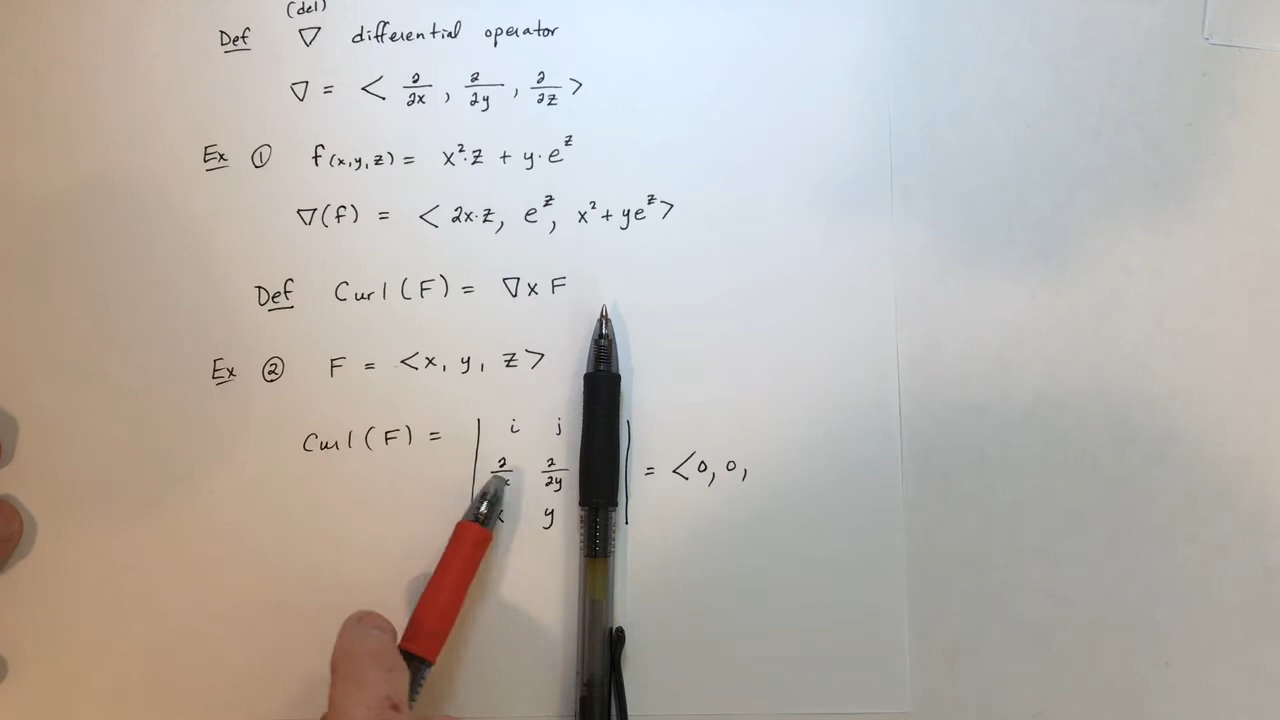 (del)
Def ∇ differential operator
∇ = < ∂/∂x , ∂/∂y , ∂/∂z >
Ex ① f(x,y,z) = x²·z + y·e^z
∇(f) = < 2x·z, e^z, x² + ye^z >
Def Curl (F) = ∇ x F
Ex ② F = <x, y, z>
Curl (F) = | i j
∂/ ∂/∂y | = <0, 0,
x y